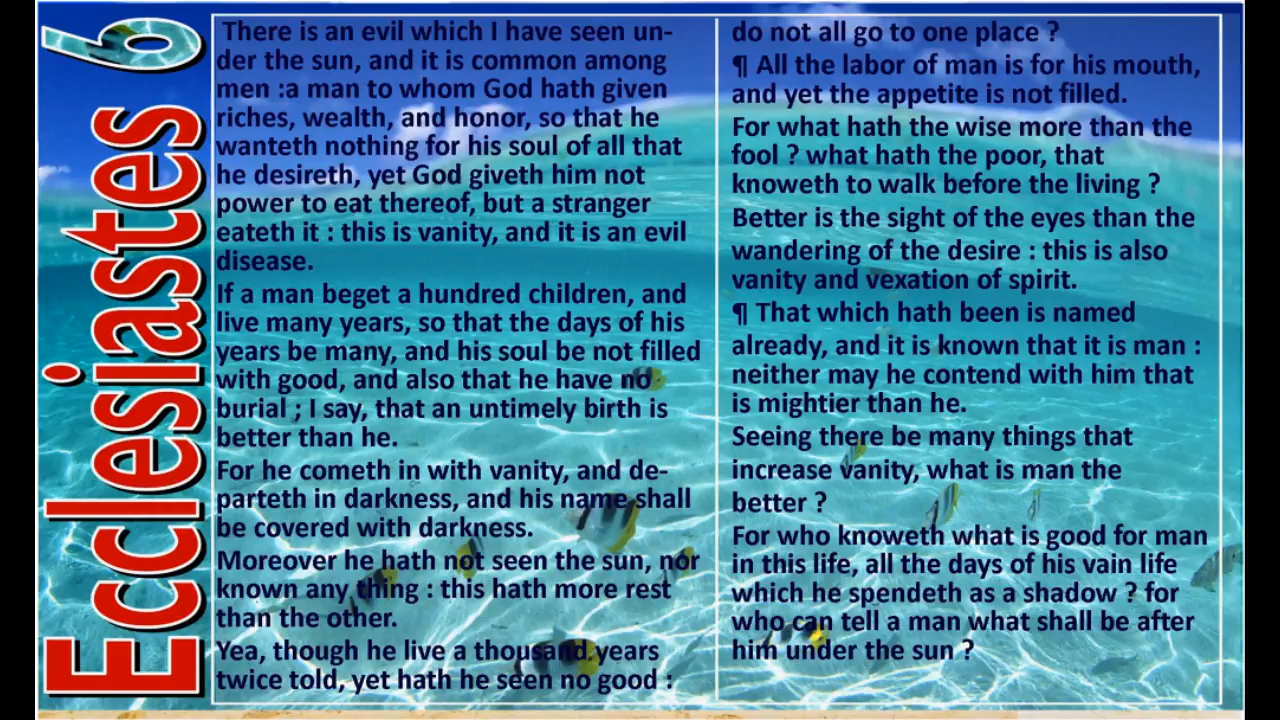 Ecclesiastes 6
There is an evil which I have seen un-
der the sun, and it is common among
men :a man to whom God hath given
riches, wealth, and honor, so that he
wanteth nothing for his soul of all that
he desireth, yet God giveth him not
power to eat thereof, but a stranger
eateth it : this is vanity, and it is an evil
disease.
If a man beget a hundred children, and
live many years, so that the days of his
years be many, and his soul be not filled
with good, and also that he have no
burial ; I say, that an untimely birth is
better than he.
For he cometh in with vanity, and de-
parteth in darkness, and his name shall
be covered with darkness.
Moreover he hath not seen the sun, nor
known any thing : this hath more rest
than the other.
Yea, though he live a thousand years
twice told, yet hath he seen no good :
do not all go to one place ?
¶ All the labor of man is for his mouth,
and yet the appetite is not filled.
For what hath the wise more than the
fool ? what hath the poor, that
knoweth to walk before the living ?
Better is the sight of the eyes than the
wandering of the desire : this is also
vanity and vexation of spirit.
¶ That which hath been is named
already, and it is known that it is man :
neither may he contend with him that
is mightier than he.
Seeing there be many things that
increase vanity, what is man the
better ?
For who knoweth what is good for man
in this life, all the days of his vain life
which he spendeth as a shadow ? for
who can tell a man what shall be after
him under the sun ?